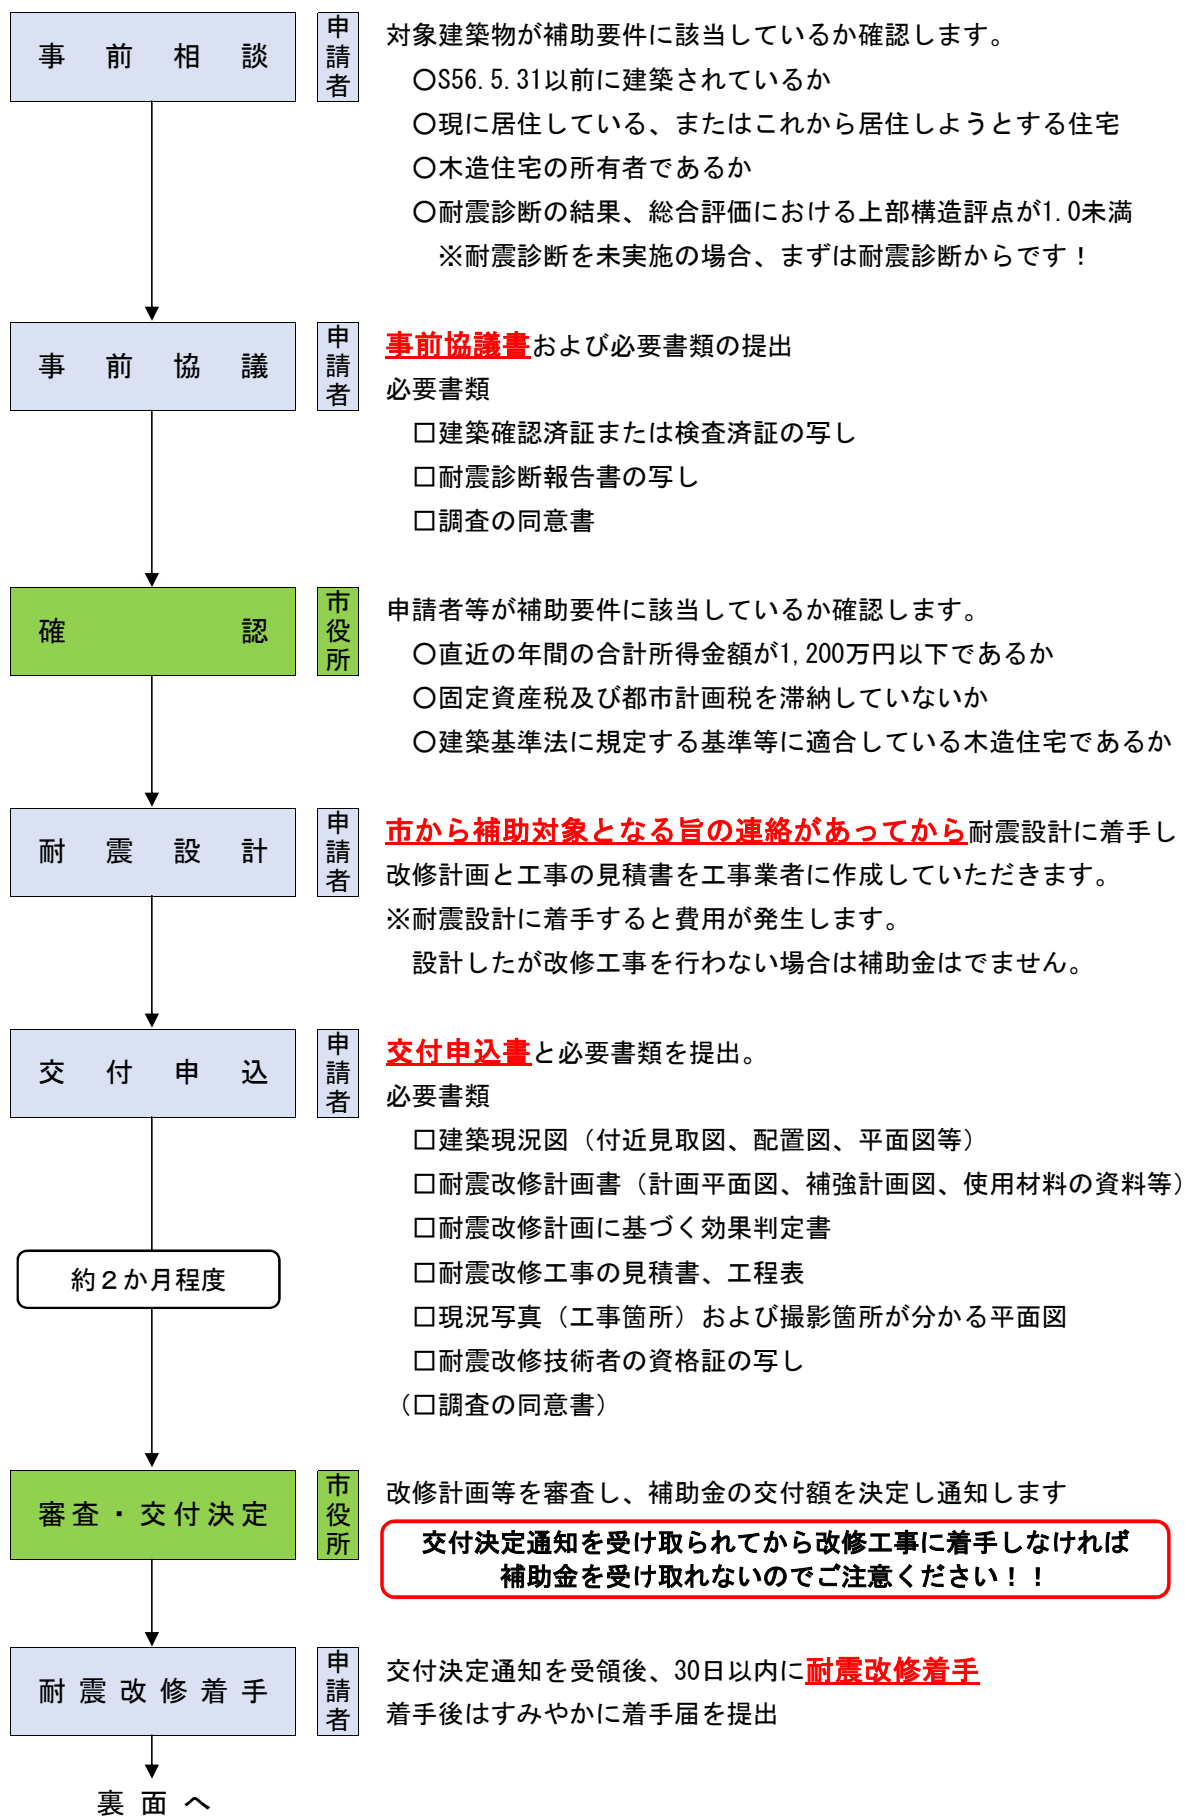 事前相談
申請者
対象建築物が補助要件に該当しているか確認します。
○S56.5.31以前に建築されているか
○現に居住している、またはこれから居住しようとする住宅
○木造住宅の所有者であるか
○耐震診断の結果、総合評価における上部構造評点が1.0未満
※耐震診断を未実施の場合、まずは耐震診断からです！
事前協議
申請者
事前協議書および必要書類の提出
必要書類
□建築確認済証または検査済証の写し
□耐震診断報告書の写し
□調査の同意書
確認
市役所
申請者等が補助要件に該当しているか確認します。
○直近の年間の合計所得金額が1,200万円以下であるか
○固定資産税及び都市計画税を滞納していないか
○建築基準法に規定する基準等に適合している木造住宅であるか
耐震設計
申請者
市から補助対象となる旨の連絡があってから耐震設計に着手し
改修計画と工事の見積書を工事業者に作成していただきます。
※耐震設計に着手すると費用が発生します。
設計したが改修工事を行わない場合は補助金はでません。
交付申込
申請者
交付申込書と必要書類を提出。
必要書類
□建築現況図（付近見取図、配置図、平面図等）
□耐震改修計画書（計画平面図、補強計画図、使用材料の資料等）
□耐震改修計画に基づく効果判定書
□耐震改修工事の見積書、工程表
□現況写真（工事箇所）および撮影箇所が分かる平面図
□耐震改修技術者の資格証の写し
（□調査の同意書）
約２か月程度
審査・交付決定
市役所
改修計画等を審査し、補助金の交付額を決定し通知します
交付決定通知を受け取られてから改修工事に着手しなければ
補助金を受け取れないのでご注意ください！！
耐震改修着手
申請者
交付決定通知を受領後、30日以内に耐震改修着手
着手後はすみやかに着手届を提出
裏面へ